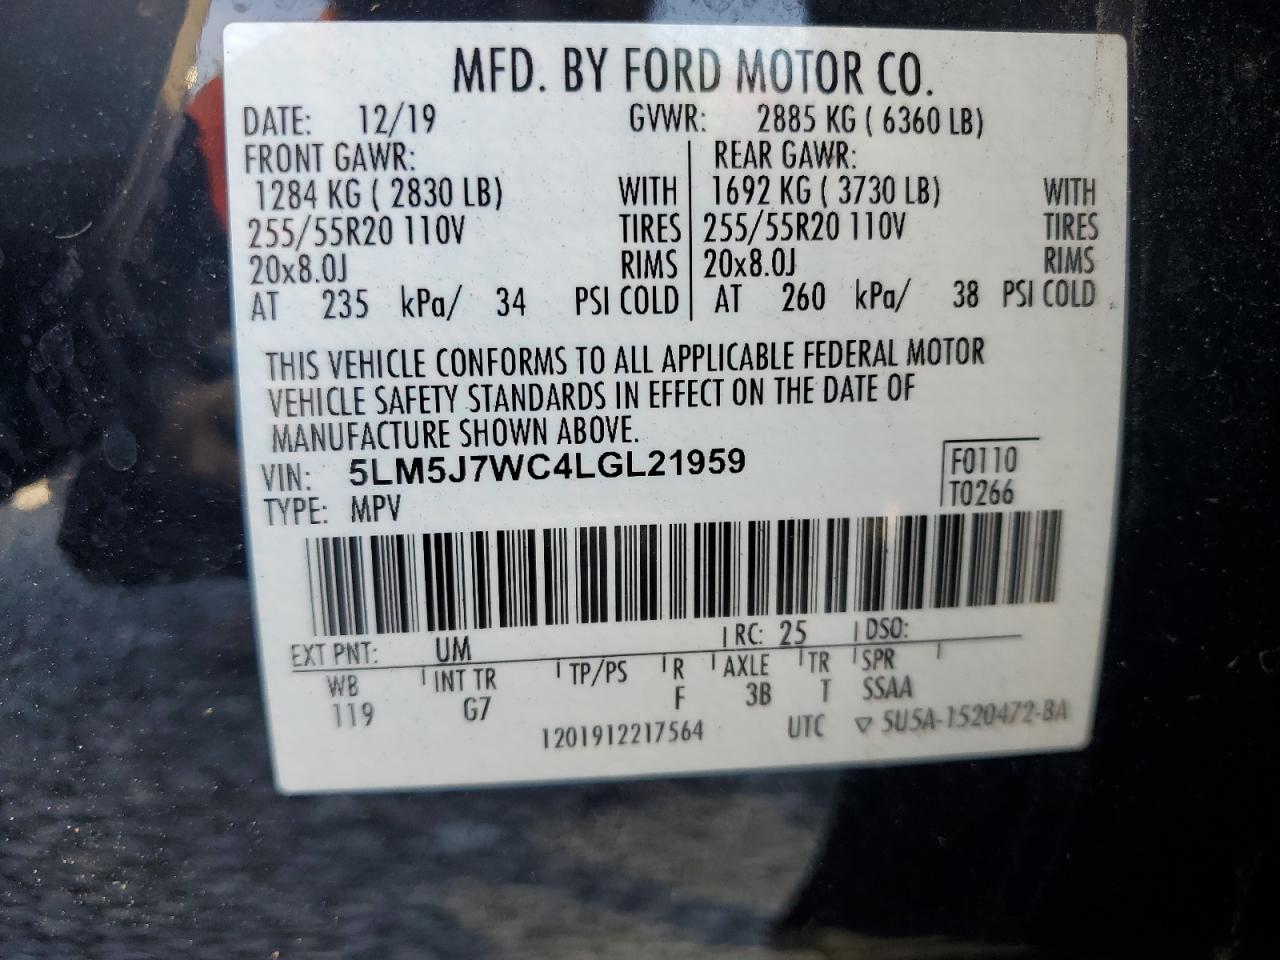 MFD. BY FORD MOTOR CO.
DATE: 12/19 GVWR: 2885 KG ( 6360 LB)
FRONT GAWR: REAR GAWR:
1284 KG ( 2830 LB) WITH 1692 KG ( 3730 LB) WITH
255/55R20 110V TIRES 255/55R20 110V TIRES
20x8.0J RIMS 20x8.0J RIMS
AT 235 kPa/ 34 PSI COLD AT 260 kPa/ 38 PSI COLD
THIS VEHICLE CONFORMS TO ALL APPLICABLE FEDERAL MOTOR
VEHICLE SAFETY STANDARDS IN EFFECT ON THE DATE OF
MANUFACTURE SHOWN ABOVE.
VIN: 5LM5J7WC4LGL21959 F0110
TYPE: MPV T0266
EXT PNT: UM RC: 25 DSO:
WB INT TR TP/PS R AXLE TR SPR
119 G7 F 3B T SSAA
1201912217564 UTC ▽ 5U5A-1520472-BA